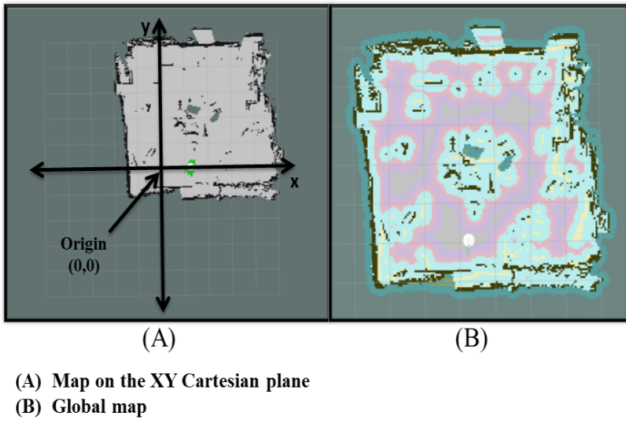 y
x
Origin
(0,0)
(A)
(B)
(A) Map on the XY Cartesian plane
(B) Global map